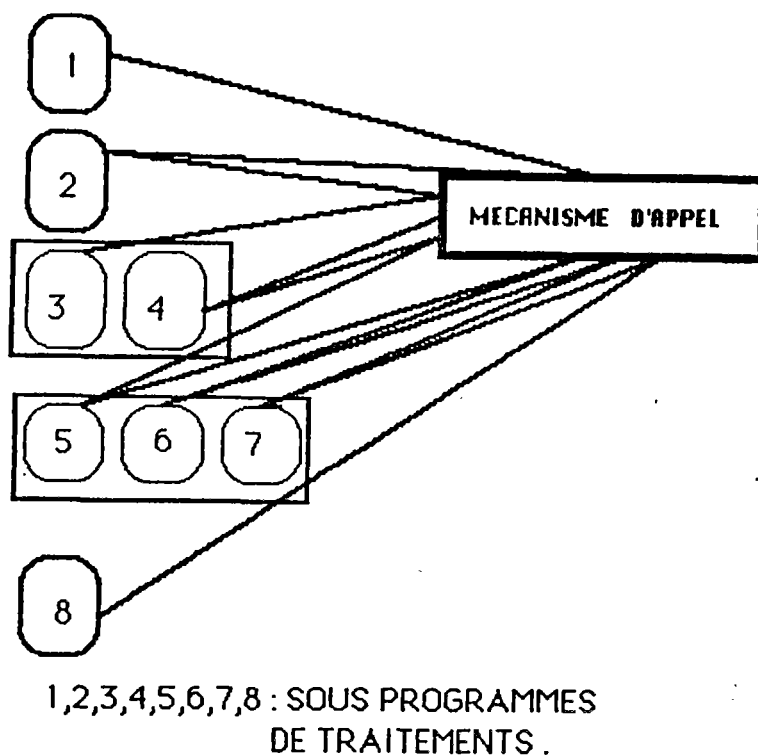 1
2
MECANISME D'APPEL
3 4
5 6 7
8
1,2,3,4,5,6,7,8 : SOUS PROGRAMMES
DE TRAITEMENTS.